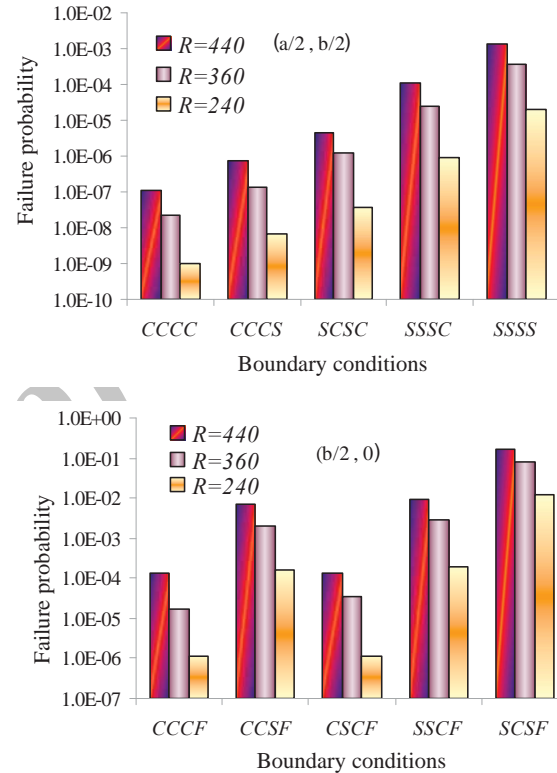 1.0E-02
1.0E-03
1.0E-04
1.0E-05
1.0E-06
1.0E-07
1.0E-08
1.0E-09
1.0E-10
Failure probability
R=440 (a/2 , b/2)
R=360
R=240
CCCC CCCS SCSC SSSC SSSS
Boundary conditions
1.0E+00
1.0E-01
1.0E-02
1.0E-03
1.0E-04
1.0E-05
1.0E-06
1.0E-07
Failure probability
R=440
R=360 (b/2 , 0)
R=240
CCCF CCSF CSCF SSCF SCSF
Boundary conditions